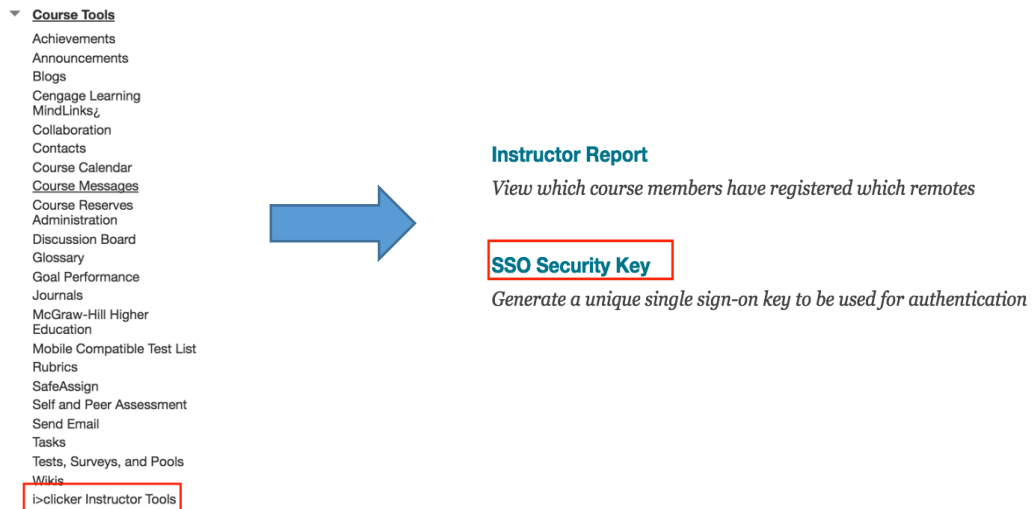 Course Tools
Achievements
Announcements
Blogs
Cengage Learning
MindLinks¿
Collaboration
Contacts
Course Calendar
Course Messages
Course Reserves
Administration
Discussion Board
Glossary
Goal Performance
Journals
McGraw-Hill Higher
Education
Mobile Compatible Test List
Rubrics
SafeAssign
Self and Peer Assessment
Send Email
Tasks
Tests, Surveys, and Pools
Wikis
i>clicker Instructor Tools
Instructor Report
View which course members have registered which remotes
SSO Security Key
Generate a unique single sign-on key to be used for authentication